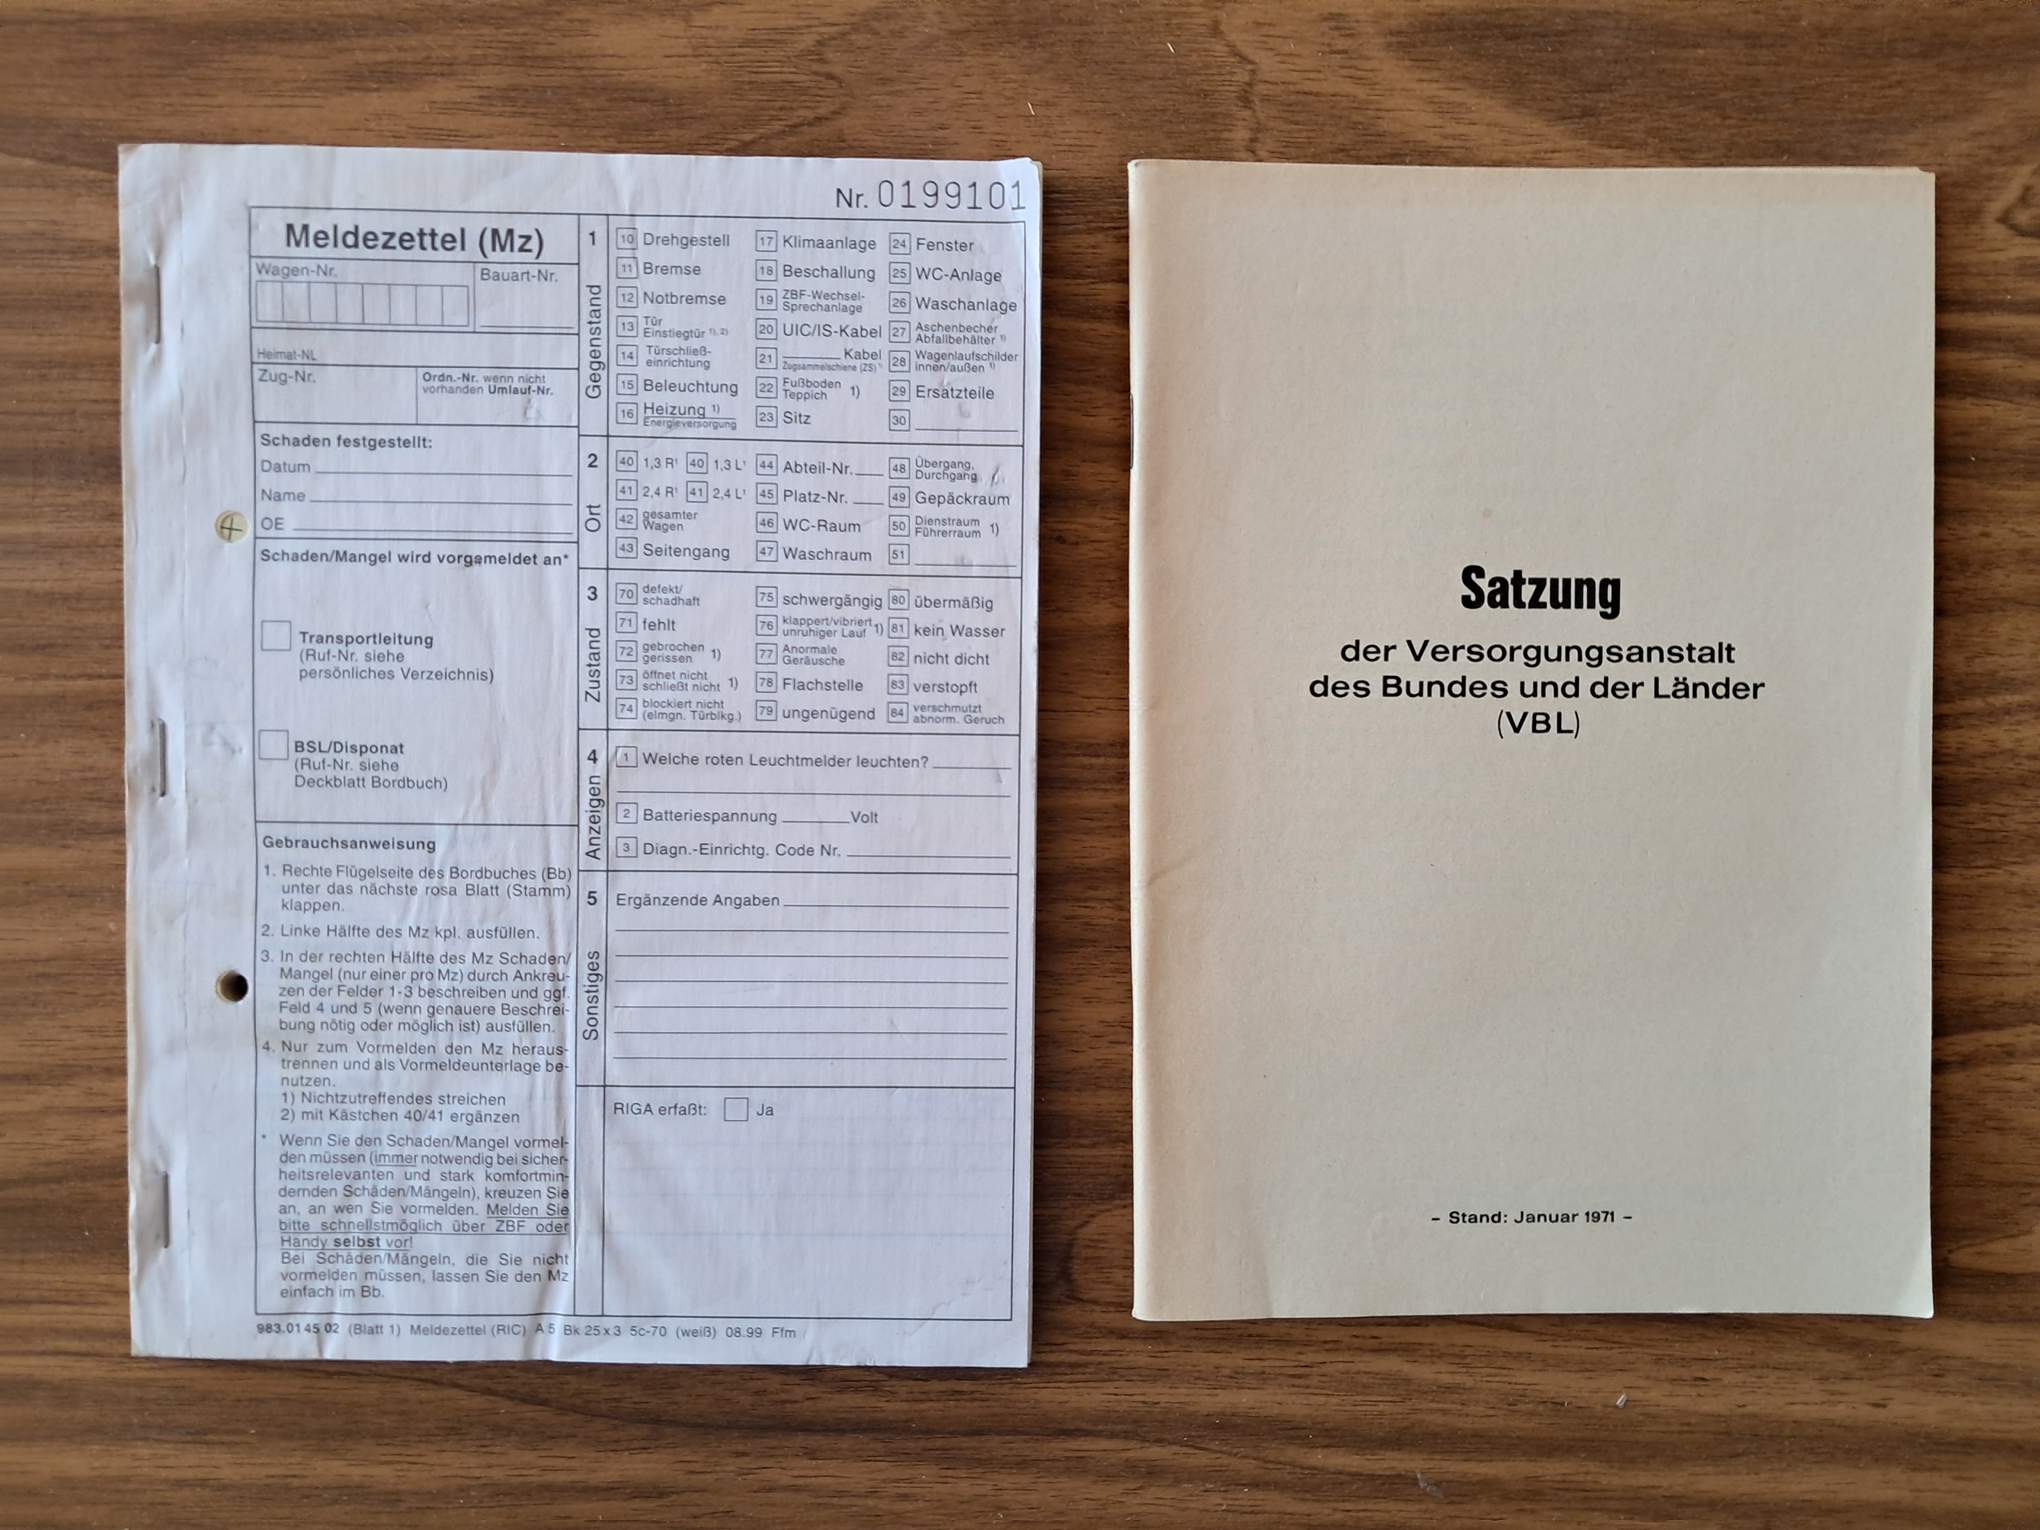 Nr. 0199101
Meldezettel (Mz)
Wagen-Nr.
Bauart-Nr.
Heimat-NL
Zug-Nr.
Ordn.-Nr. wenn nicht
vorhanden Umlauf-Nr.
Schaden festgestellt:
Datum
Name
OE
Schaden/Mangel wird vorgemeldet an*
Transportleitung
(Ruf-Nr. siehe
persönliches Verzeichnis)
BSL/Disponat
(Ruf-Nr. siehe
Deckblatt Bordbuch)
Gebrauchsanweisung
1. Rechte Flügelseite des Bordbuches (Bb)
unter das nächste rosa Blatt (Stamm)
klappen.
2. Linke Hälfte des Mz kpl. ausfüllen.
3. In der rechten Hälfte des Mz Schaden/
Mangel (nur einer pro Mz) durch Ankreu-
zen der Felder 1-3 beschreiben und ggf.
Feld 4 und 5 (wenn genauere Beschrei-
bung nötig oder möglich ist) ausfüllen.
4. Nur zum Vormelden den Mz heraus-
trennen und als Vormeldeunterlage be-
nutzen.
1) Nichtzutreffendes streichen
2) mit Kästchen 40/41 ergänzen
* Wenn Sie den Schaden/Mangel vormel-
den müssen (immer notwendig bei sicher-
heitsrelevanten und stark komfortmin-
dernden Schäden/Mängeln), kreuzen Sie
an, an wen Sie vormelden. Melden Sie
bitte schnellstmöglich über ZBF oder
Handy selbst vor!
Bei Schäden/Mängeln, die Sie nicht
vormelden müssen, lassen Sie den Mz
einfach im Bb.
1
Gegenstand
10 Drehgestell
11 Bremse
12 Notbremse
13 Tür
Einstiegtür 1), 2)
14 Türschließ-
einrichtung
15 Beleuchtung
16 Heizung 1)
Energieversorgung
17 Klimaanlage
18 Beschallung
19 ZBF-Wechsel-
Sprechanlage
20 UIC/IS-Kabel
21 Kabel
Zugsammelschiene (ZS) 1)
22 Fußboden
Teppich 1)
23 Sitz
24 Fenster
25 WC-Anlage
26 Waschanlage
27 Aschenbecher
Abfallbehälter 1)
28 Wagenlaufschilder
innen/außen 1)
29 Ersatzteile
30
2
Ort
40 1,3 R¹ 40 1,3 L¹
41 2,4 R¹ 41 2,4 L¹
42 gesamter
Wagen
43 Seitengang
44 Abteil-Nr.
45 Platz-Nr.
46 WC-Raum
47 Waschraum
48 Übergang,
Durchgang
49 Gepäckraum
50 Dienstraum
Führerraum 1)
51
3
Zustand
70 defekt/
schadhaft
71 fehlt
72 gebrochen
gerissen 1)
73 öffnet nicht
schließt nicht 1)
74 blockiert nicht
(elmgn. Türblkg.)
75 schwergängig
76 klappert/vibriert
unruhiger Lauf 1)
77 Anormale
Geräusche
78 Flachstelle
79 ungenügend
80 übermäßig
81 kein Wasser
82 nicht dicht
83 verstopft
84 verschmutzt
abnorm. Geruch
4
Anzeigen
1 Welche roten Leuchtmelder leuchten?
2 Batteriespannung Volt
3 Diagn.-Einrichtg. Code Nr.
5
Sonstiges
Ergänzende Angaben
RIGA erfaßt: Ja
983.01 45 02 (Blatt 1) Meldezettel (RIC) A 5 Bk 25 x 3 5c-70 (weiß) 08.99 Ffm
Satzung
der Versorgungsanstalt
des Bundes und der Länder
(VBL)
– Stand: Januar 1971 –